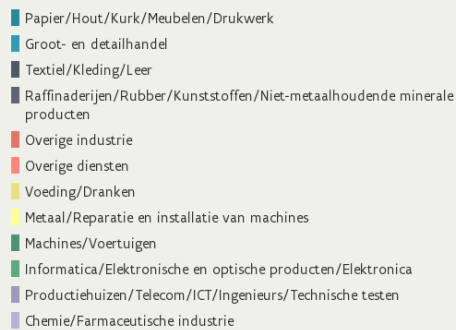 Papier/Hout/Kurk/Meubelen/Drukwerk
Groot- en detailhandel
Textiel/Kleding/Leer
Raffinaderijen/Rubber/Kunststoffen/Niet-metaalhoudende minerale
producten
Overige industrie
Overige diensten
Voeding/Dranken
Metaal/Reparatie en installatie van machines
Machines/Voertuigen
Informatica/Elektronische en optische producten/Elektronica
Productiehuizen/Telecom/ICT/Ingenieurs/Technische testen
Chemie/Farmaceutische industrie